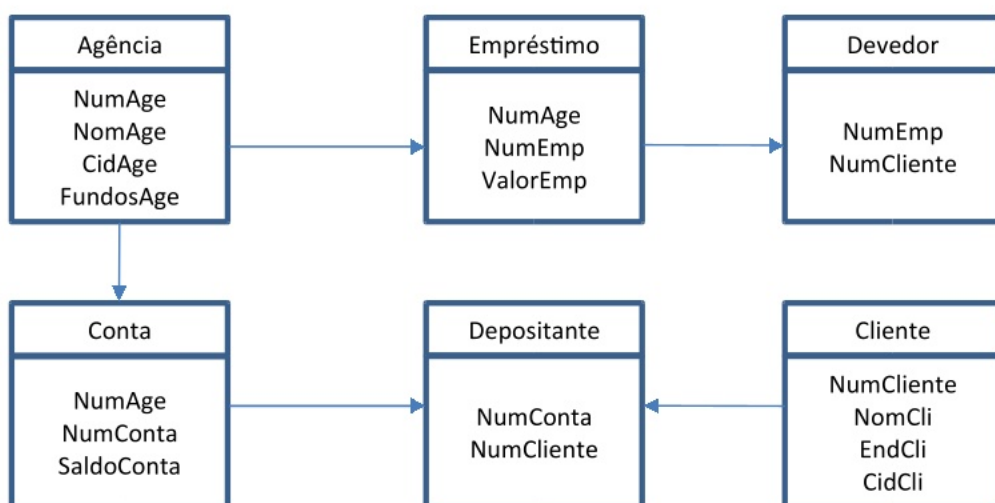 Agência
NumAge
NomAge
CidAge
FundosAge
Empréstimo
NumAge
NumEmp
ValorEmp
Devedor
NumEmp
NumCliente
Conta
NumAge
NumConta
SaldoConta
Depositante
NumConta
NumCliente
Cliente
NumCliente
NomCli
EndCli
CidCli